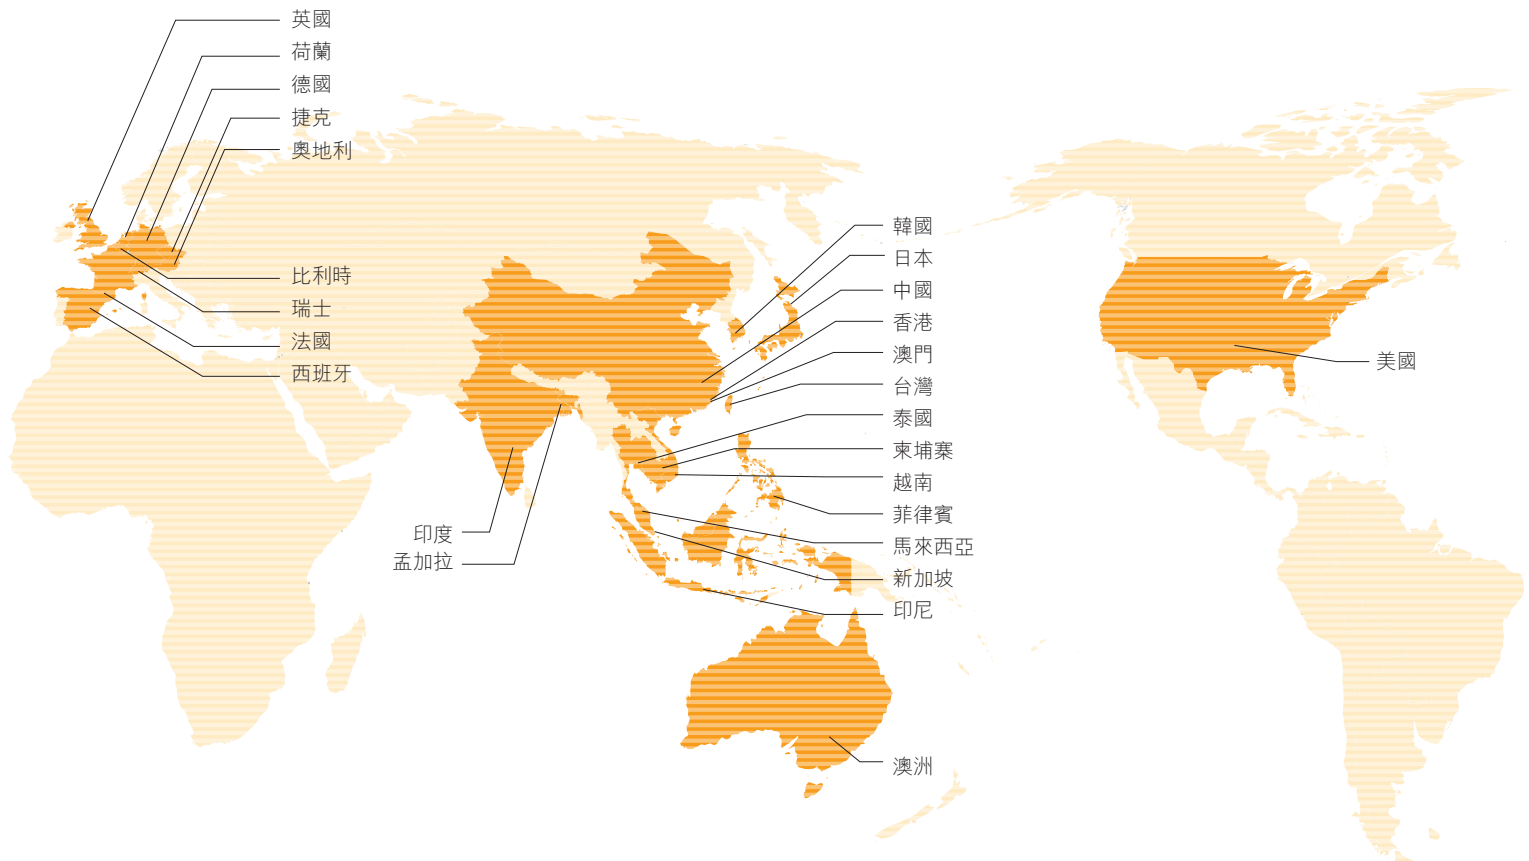 英國
荷蘭
德國
捷克
奧地利
比利時
瑞士
法國
西班牙
印度
孟加拉
韓國
日本
中國
香港
澳門
台灣
泰國
柬埔寨
越南
菲律賓
馬來西亞
新加坡
印尼
澳洲
美國